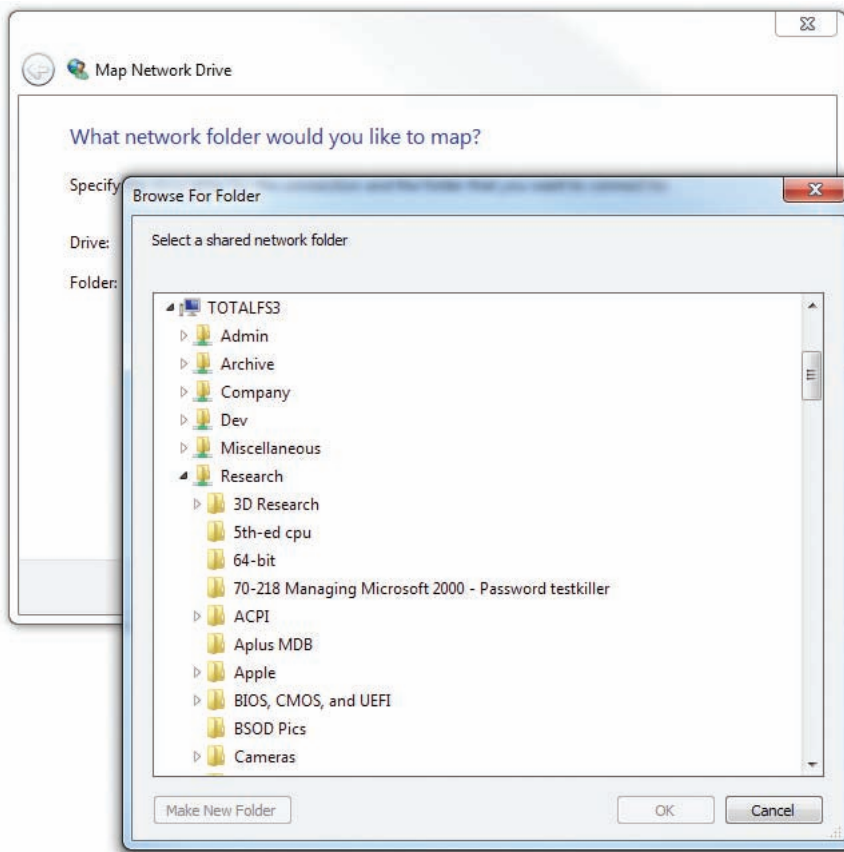 Map Network Drive
What network folder would you like to map?
Specify
Browse For Folder
Drive:
Select a shared network folder
Folder:
TOTALFS3
Admin
Archive
Company
Dev
Miscellaneous
Research
3D Research
5th-ed cpu
64-bit
70-218 Managing Microsoft 2000 - Password testkiller
ACPI
Aplus MDB
Apple
BIOS, CMOS, and UEFI
BSOD Pics
Cameras
Make New Folder
OK
Cancel